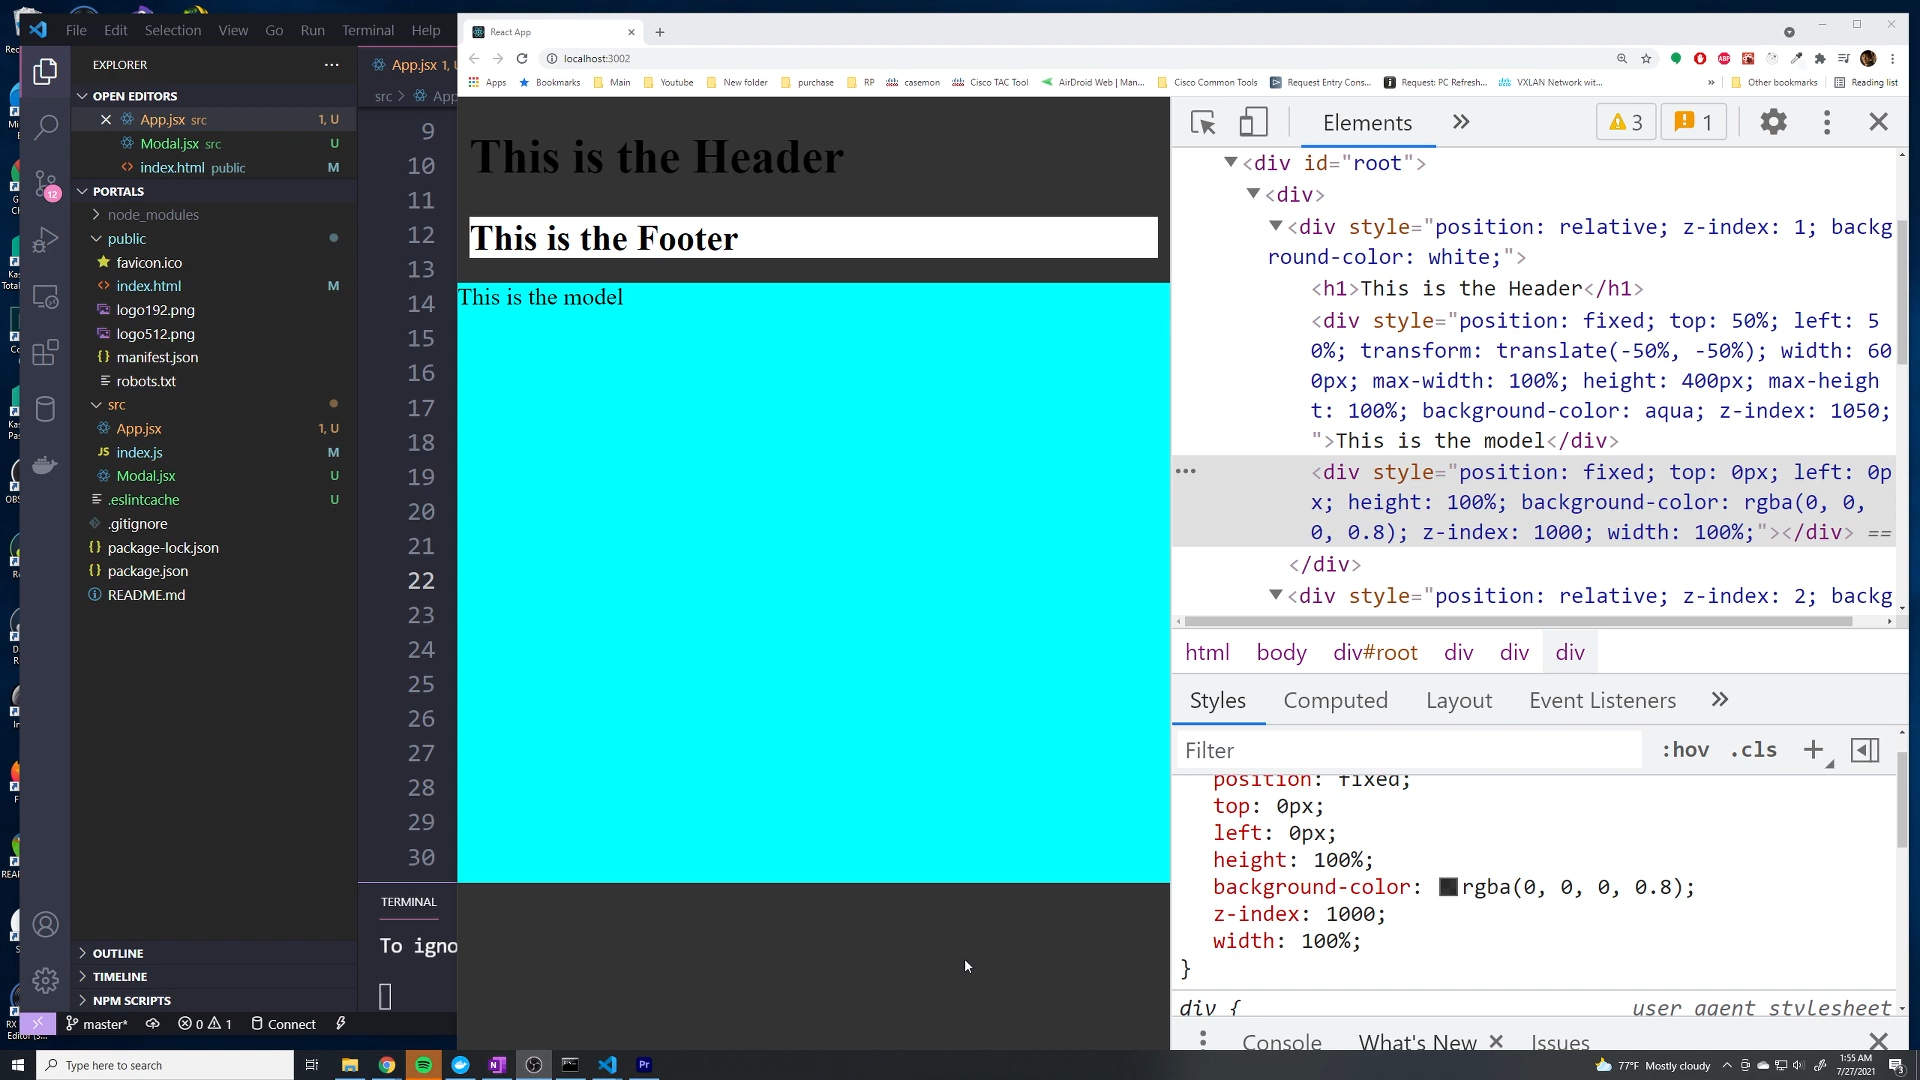 File Edit Selection View Go Run Terminal Help
EXPLORER
OPEN EDITORS
App.jsx src 1, U
Modal.jsx src U
index.html public M
PORTALS
node_modules
public
favicon.ico
index.html M
logo192.png
logo512.png
manifest.json
robots.txt
src
App.jsx 1, U
index.js M
Modal.jsx U
.eslintcache U
.gitignore
package-lock.json
package.json
README.md
OUTLINE
TIMELINE
NPM SCRIPTS
12
master* 0 1 Connect
App.jsx 1,
src > App
9
10
11
12
13
14
15
16
17
18
19
20
21
22
23
24
25
26
27
28
29
30
TERMINAL
To igno
React App
localhost:3002
Apps Bookmarks Main Youtube New folder purchase RP casemon Cisco TAC Tool AirDroid Web | Man... Cisco Common Tools Request Entry Cons... Request: PC Refresh... VXLAN Network wit... » Other bookmarks Reading list
This is the Header
This is the Footer
This is the model
Elements » 3 1
<div id="root">
<div>
<div style="position: relative; z-index: 1; backg
round-color: white;">
<h1>This is the Header</h1>
<div style="position: fixed; top: 50%; left: 5
0%; transform: translate(-50%, -50%); width: 60
0px; max-width: 100%; height: 400px; max-heigh
t: 100%; background-color: aqua; z-index: 1050;
">This is the model</div>
<div style="position: fixed; top: 0px; left: 0p
x; height: 100%; background-color: rgba(0, 0,
0, 0.8); z-index: 1000; width: 100%;"></div> ==
</div>
<div style="position: relative; z-index: 2; backg
html body div#root div div div
Styles Computed Layout Event Listeners »
Filter :hov .cls +
position: fixed;
top: 0px;
left: 0px;
height: 100%;
background-color: rgba(0, 0, 0, 0.8);
z-index: 1000;
width: 100%;
}
div { user agent stylesheet
Console What's New Issues
Type here to search
77°F Mostly cloudy
1:55 AM
7/27/2021
3